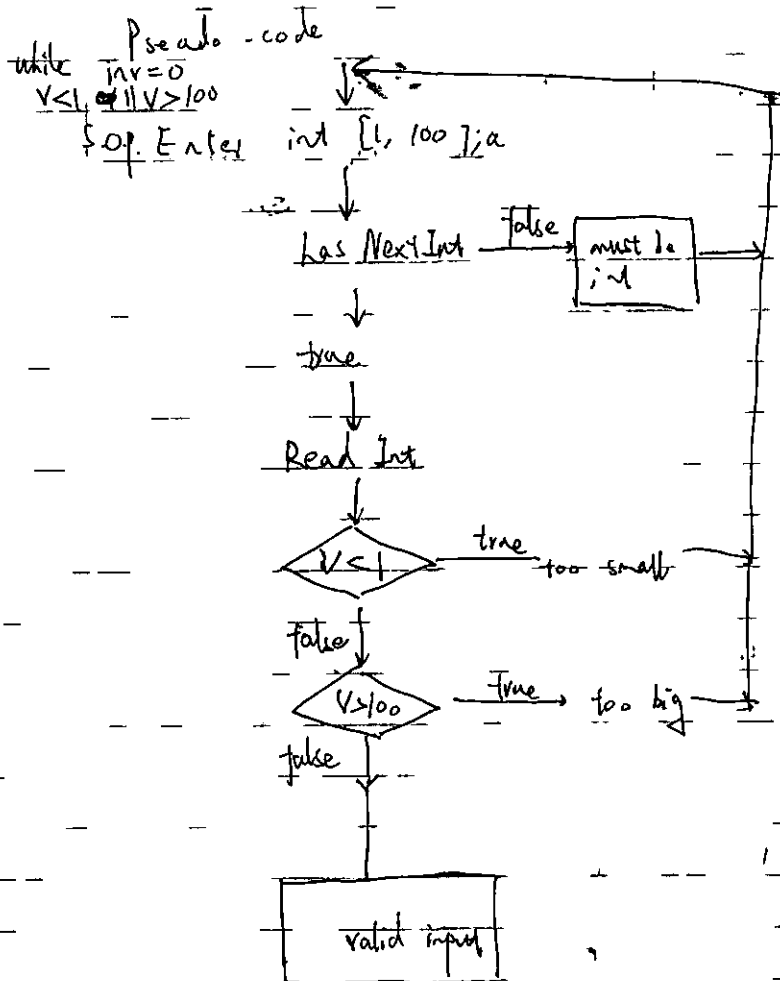 Pseudo-code
while int v=0
V<1 || V>100
S.O.P. Enter int [1, 100];a
has NextInt false must be
int
true
Read Int
V<1 true too small
false
V>100 true too big
false
valid input